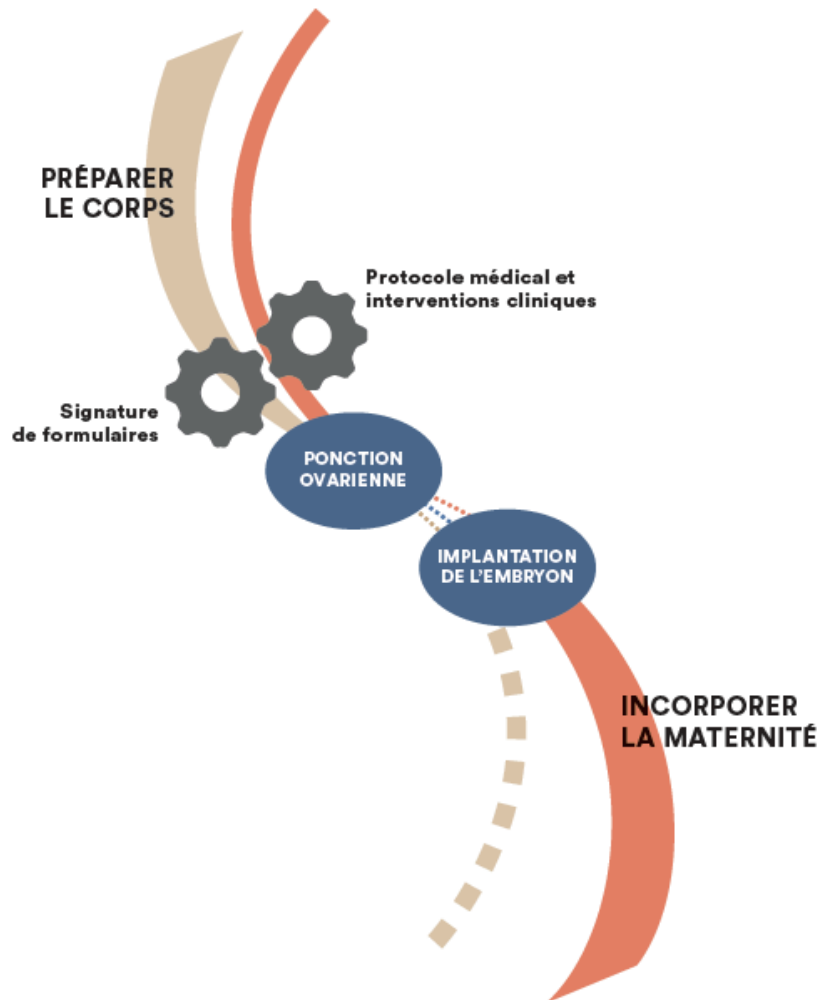 PRÉPARER
LE CORPS
Protocole médical et
interventions cliniques
Signature
de formulaires
PONCTION
OVARIENNE
IMPLANTATION
DE L'EMBRYON
INCORPORER
LA MATERNITÉ